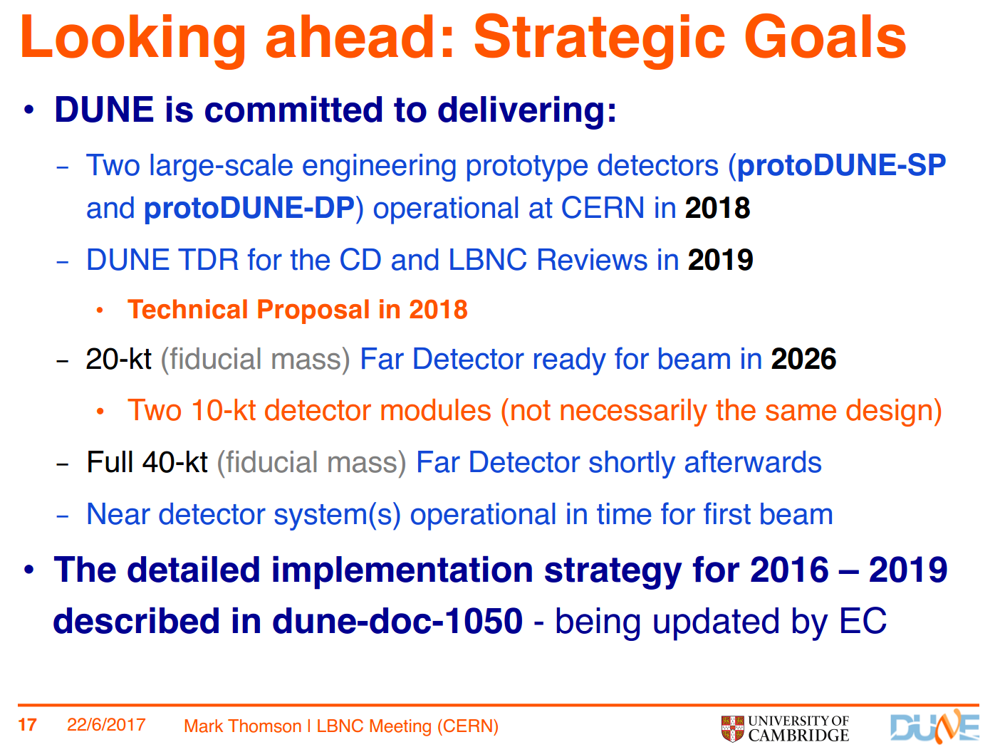 Looking ahead: Strategic Goals
• DUNE is committed to delivering:
– Two large-scale engineering prototype detectors (protoDUNE-SP
and protoDUNE-DP) operational at CERN in 2018
– DUNE TDR for the CD and LBNC Reviews in 2019
• Technical Proposal in 2018
– 20-kt (fiducial mass) Far Detector ready for beam in 2026
• Two 10-kt detector modules (not necessarily the same design)
– Full 40-kt (fiducial mass) Far Detector shortly afterwards
– Near detector system(s) operational in time for first beam
• The detailed implementation strategy for 2016 – 2019
described in dune-doc-1050 - being updated by EC
17 22/6/2017 Mark Thomson | LBNC Meeting (CERN)
UNIVERSITY OF
CAMBRIDGE
DUNE